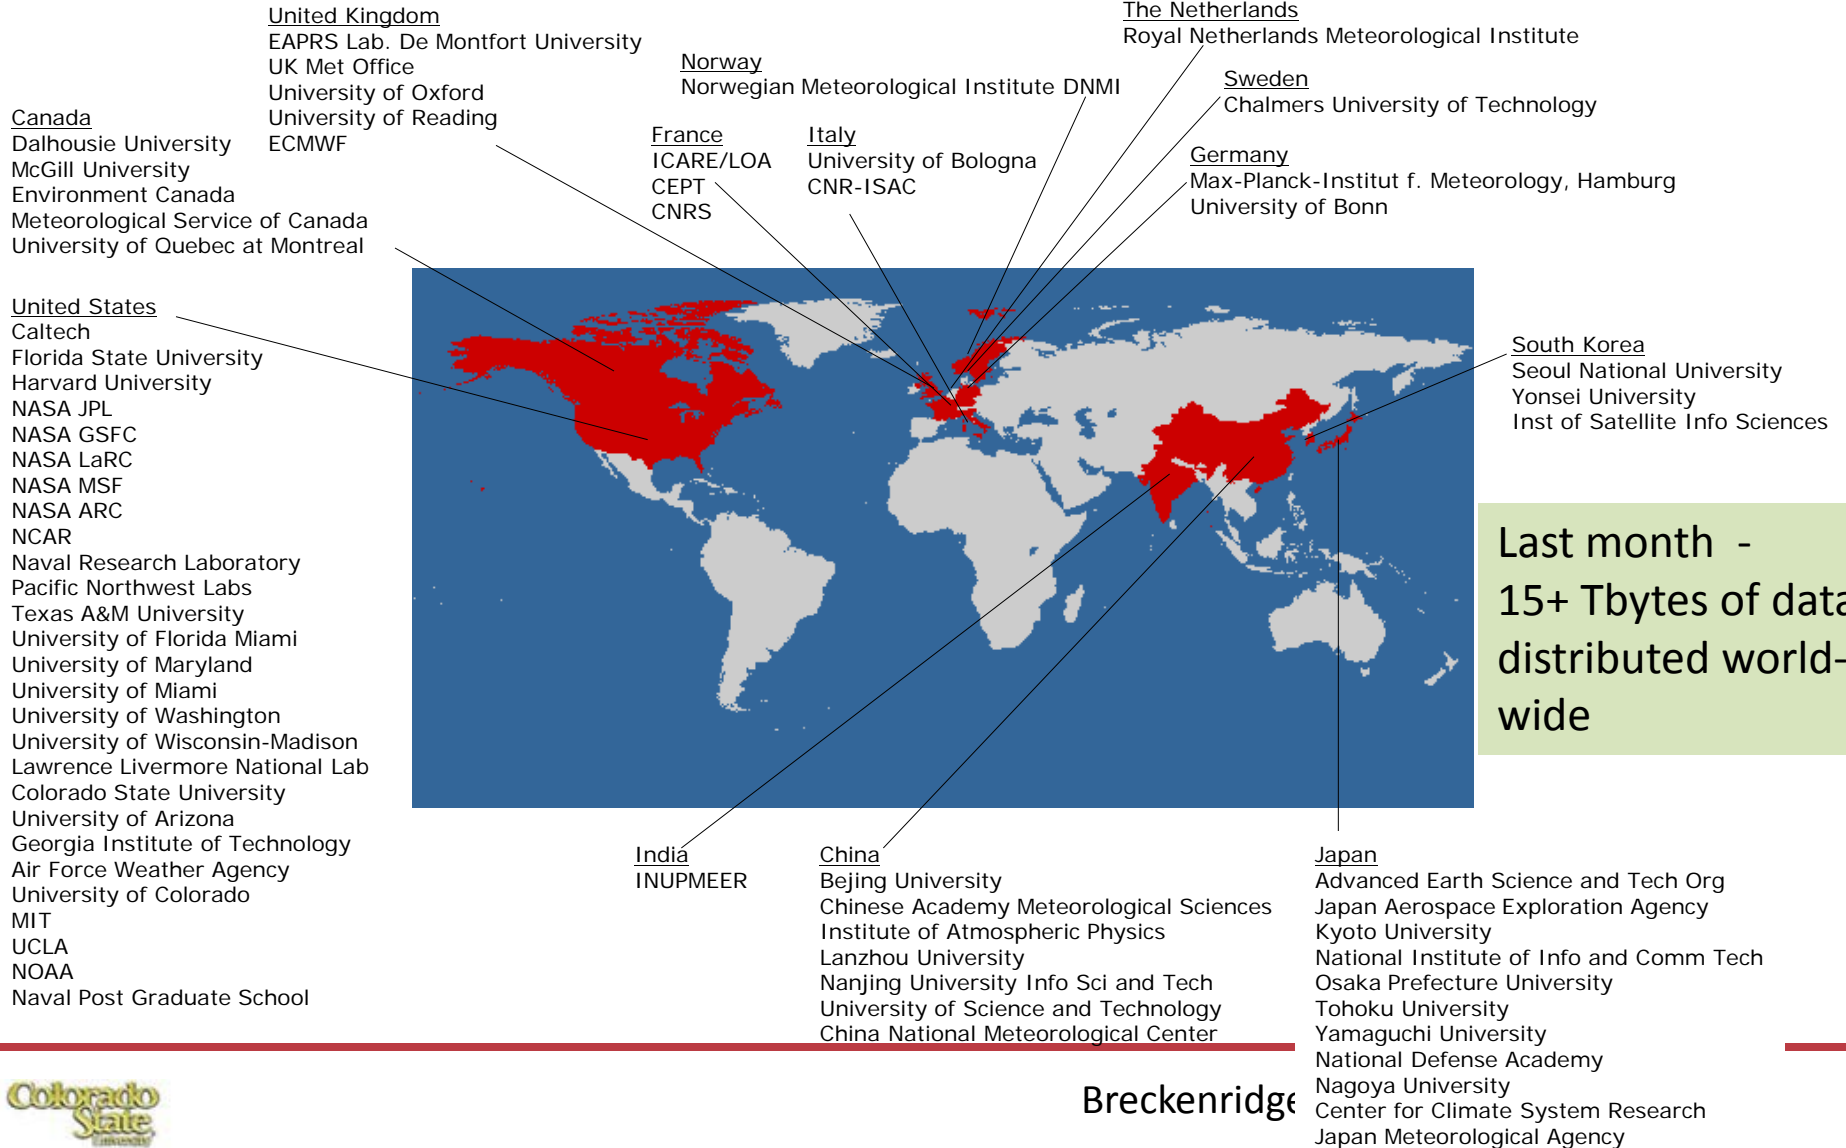 United Kingdom
EAPRS Lab. De Montfort University
UK Met Office
University of Oxford
University of Reading
ECMWF
The Netherlands
Royal Netherlands Meteorological Institute
Norway
Norwegian Meteorological Institute DNMI
Sweden
Chalmers University of Technology
Canada
Dalhousie University
McGill University
Environment Canada
Meteorological Service of Canada
University of Quebec at Montreal
France
ICARE/LOA
CEPT
CNRS
Italy
University of Bologna
CNR-ISAC
Germany
Max-Planck-Institut f. Meteorology, Hamburg
University of Bonn
United States
Caltech
Florida State University
Harvard University
NASA JPL
NASA GSFC
NASA LaRC
NASA MSF
NASA ARC
NCAR
Naval Research Laboratory
Pacific Northwest Labs
Texas A&M University
University of Florida Miami
University of Maryland
University of Miami
University of Washington
University of Wisconsin-Madison
Lawrence Livermore National Lab
Colorado State University
University of Arizona
Georgia Institute of Technology
Air Force Weather Agency
University of Colorado
MIT
UCLA
NOAA
Naval Post Graduate School
South Korea
Seoul National University
Yonsei University
Inst of Satellite Info Sciences
Last month -
15+ Tbytes of data
distributed world-
wide
India
INUPMEER
China
Bejing University
Chinese Academy Meteorological Sciences
Institute of Atmospheric Physics
Lanzhou University
Nanjing University Info Sci and Tech
University of Science and Technology
China National Meteorological Center
Japan
Advanced Earth Science and Tech Org
Japan Aerospace Exploration Agency
Kyoto University
National Institute of Info and Comm Tech
Osaka Prefecture University
Tohoku University
Yamaguchi University
National Defense Academy
Nagoya University
Center for Climate System Research
Japan Meteorological Agency
Colorado
State
University
Breckenridge